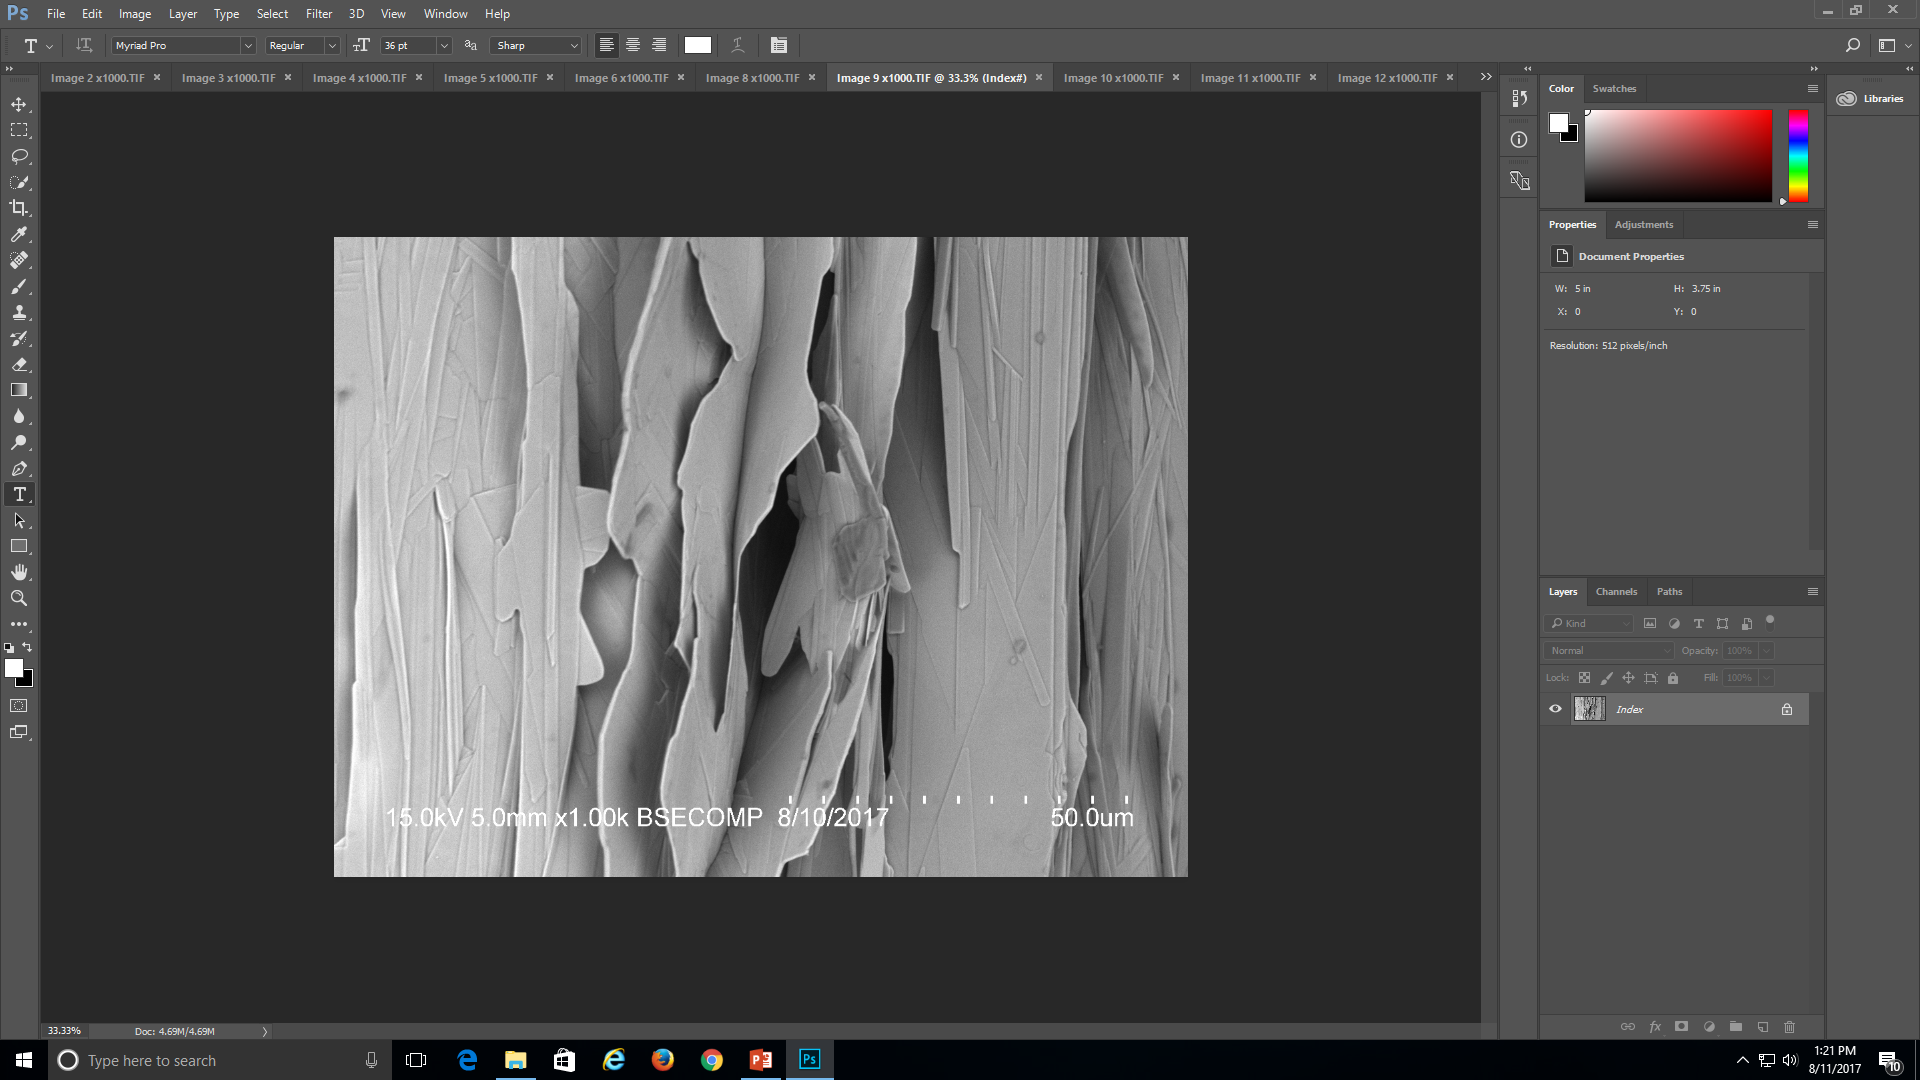 Ps File Edit Image Layer Type Select Filter 3D View Window Help
T Myriad Pro Regular 36 pt aa Sharp
Image 2 x1000.TIF × Image 3 x1000.TIF × Image 4 x1000.TIF × Image 5 x1000.TIF × Image 6 x1000.TIF × Image 8 x1000.TIF × Image 9 x1000.TIF @ 33.3% (Index#) × Image 10 x1000.TIF × Image 11 x1000.TIF × Image 12 x1000.TIF ×
Color Swatches
Libraries
Properties Adjustments
Document Properties
W: 5 in H: 3.75 in
X: 0 Y: 0
Resolution: 512 pixels/inch
Layers Channels Paths
Kind
Normal Opacity: 100%
Lock: Fill: 100%
Index
15.0kV 5.0mm x1.00k BSECOMP 8/10/2017 50.0um
33.33% Doc: 4.69M/4.69M
Type here to search
Ps
1:21 PM
8/11/2017
10